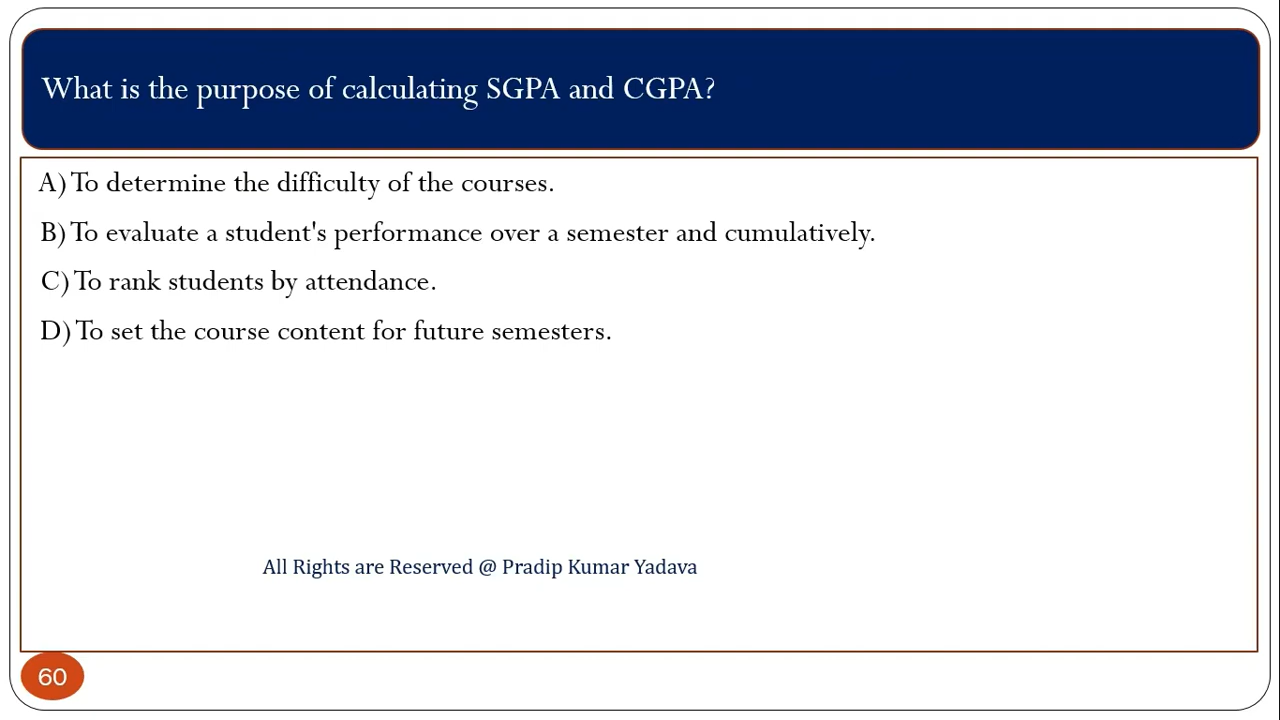 What is the purpose of calculating SGPA and CGPA?
A) To determine the difficulty of the courses.
B) To evaluate a student's performance over a semester and cumulatively.
C) To rank students by attendance.
D) To set the course content for future semesters.
All Rights are Reserved @ Pradip Kumar Yadava
60